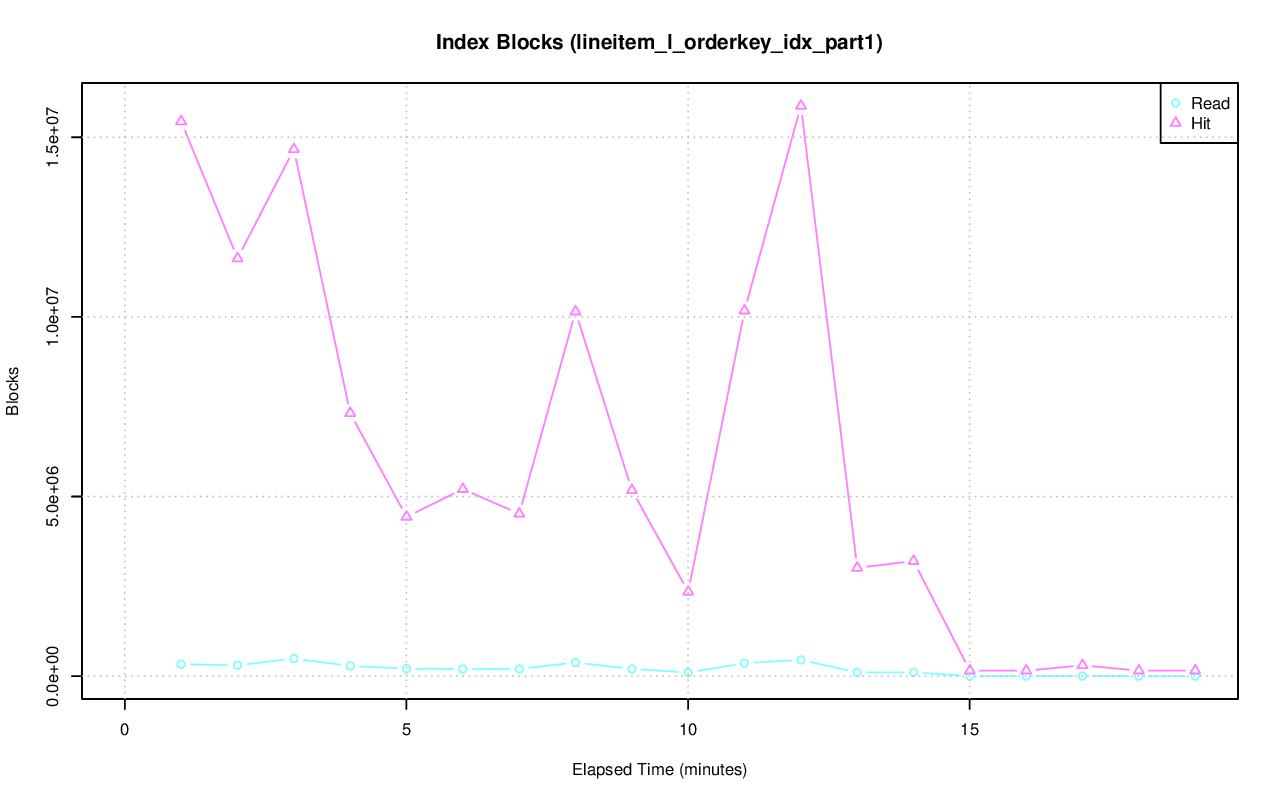 Index Blocks (lineitem_l_orderkey_idx_part1)
Read
Hit
1.5e+07
1.0e+07
5.0e+06
0.0e+00
Blocks
0 5 10 15
Elapsed Time (minutes)